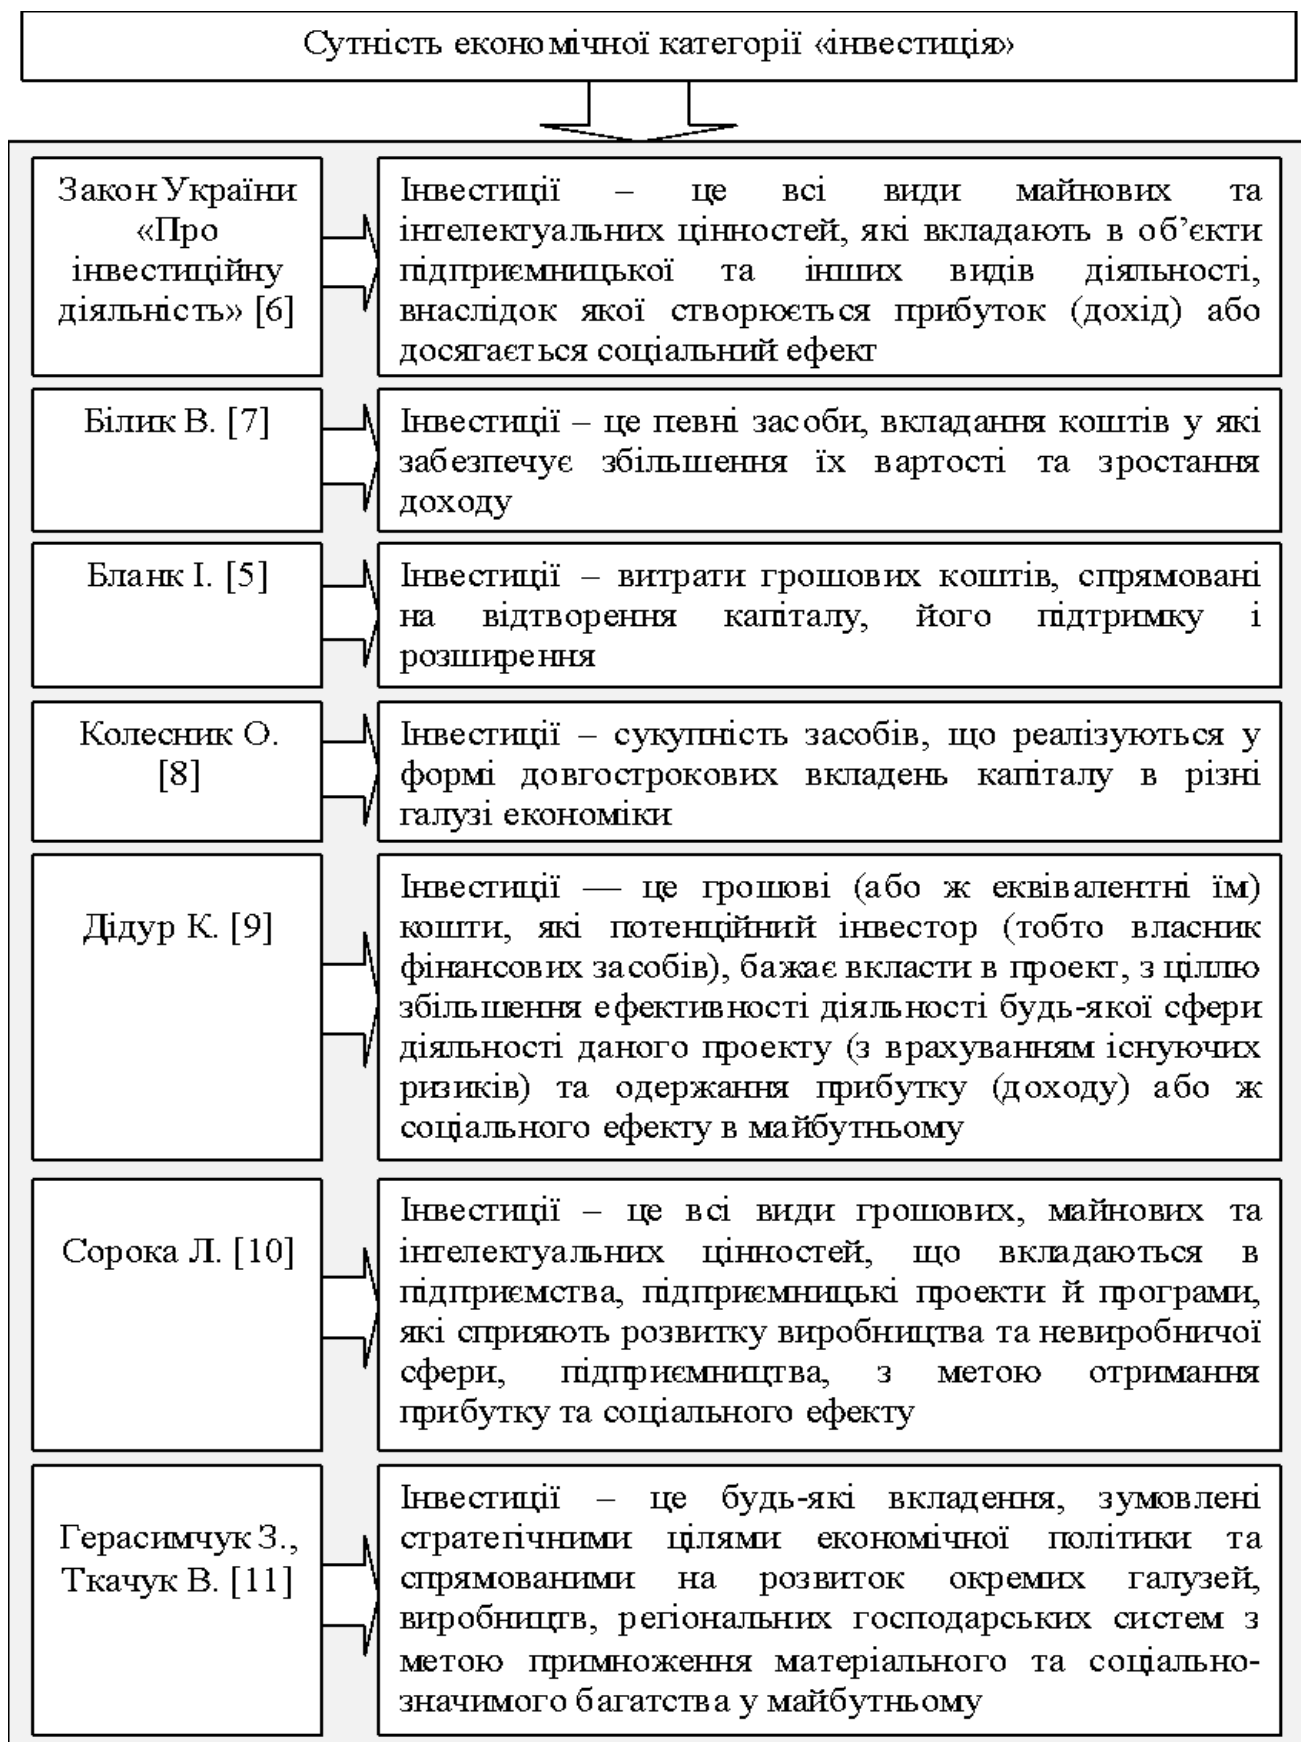 Сутність економічної категорії «інвестиція»
Закон України
«Про
інвестиційну
діяльність» [6]
Інвестиції – це всі види майнових та
інтелектуальних цінностей, які вкладають в об’єкти
підприємницької та інших видів діяльності,
внаслідок якої створюється прибуток (дохід) або
досягається соціальний ефект
Білик В. [7]
Інвестиції – це певні засоби, вкладання коштів у які
забезпечує збільшення їх вартості та зростання
доходу
Бланк І. [5]
Інвестиції – витрати грошових коштів, спрямовані
на відтворення капіталу, його підтримку і
розширення
Колесник О.
[8]
Інвестиції – сукупність засобів, що реалізуються у
формі довгострокових вкладень капіталу в різні
галузі економіки
Дідур К. [9]
Інвестиції — це грошові (або ж еквівалентні їм)
кошти, які потенційний інвестор (тобто власник
фінансових засобів), бажає вкласти в проект, з ціллю
збільшення ефективності діяльності будь-якої сфери
діяльності даного проекту (з врахуванням існуючих
ризиків) та одержання прибутку (доходу) або ж
соціального ефекту в майбутньому
Сорока Л. [10]
Інвестиції – це всі види грошових, майнових та
інтелектуальних цінностей, що вкладаються в
підприємства, підприємницькі проекти й програми,
які сприяють розвитку виробництва та невиробничої
сфери, підприємництва, з метою отримання
прибутку та соціального ефекту
Герасимчук З.,
Ткачук В. [11]
Інвестиції – це будь-які вкладення, зумовлені
стратегічними цілями економічної політики та
спрямованими на розвиток окремих галузей,
виробництв, регіональних господарських систем з
метою примноження матеріального та соціально-
значимого багатства у майбутньому